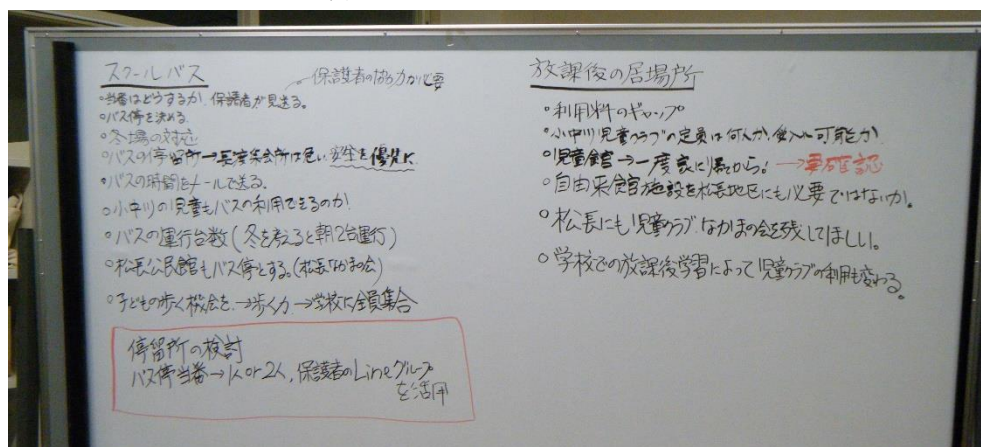 スクールバス
保護者の協力が必要
○当番はどうするか、保護者が見送る。
○バス停を決める。
○冬場の対応
○バスの停留所→長渡集会所は危い 安全を優先に
○バスの時間をメールで送る。
○小中川の児童もバスの利用できるのか
○バスの運行台数(冬を考えると朝2台運行)
○松長公民館もバス停とする。(松長なかまの会)
○子どもの歩く機会を→歩く力→学校に全員集合
停留所の検討
バス停当番→1人or2人、保護者のLineグループ
を活用
放課後の居場所
○利用料のギャップ
○小中川児童クラブの定員は何人か、受入れ可能か
○児童館→一度家に帰ってから! →要確認
○自由来館施設を松長地区にも必要ではないか。
○松長にも児童クラブ、なかまの会を残してほしい。
○学校での放課後学習によって児童クラブの利用も変わる。